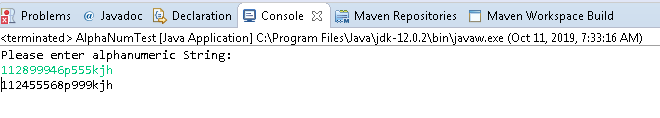 Problems @ Javadoc Declaration Console Maven Repositories Maven Workspace Build
<terminated> AlphaNumTest [Java Application] C:\Program Files\Java\jdk-12.0.2\bin\javaw.exe (Oct 11, 2019, 7:33:16 AM)
Please enter alphanumeric String:
112899946p555kjh
112455568p999kjh